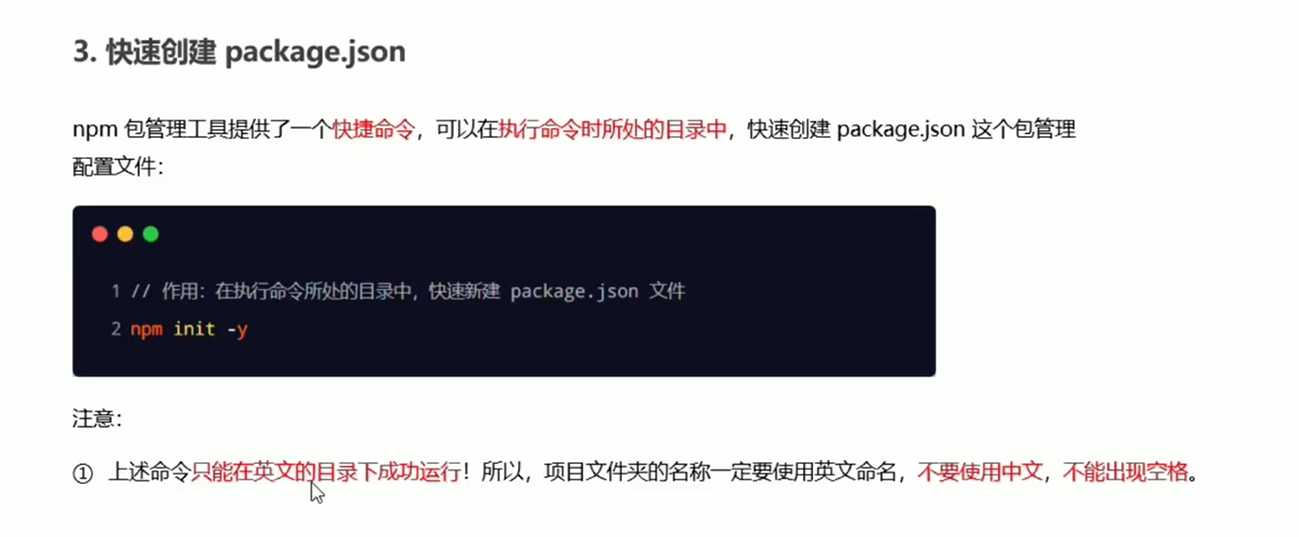 3. 快速创建 package.json
npm 包管理工具提供了一个快捷命令，可以在执行命令时所处的目录中，快速创建 package.json 这个包管理
配置文件：
1 // 作用：在执行命令所处的目录中，快速新建 package.json 文件
2 npm init -y
注意：
① 上述命令只能在英文的目录下成功运行！所以，项目文件夹的名称一定要使用英文命名，不要使用中文，不能出现空格。